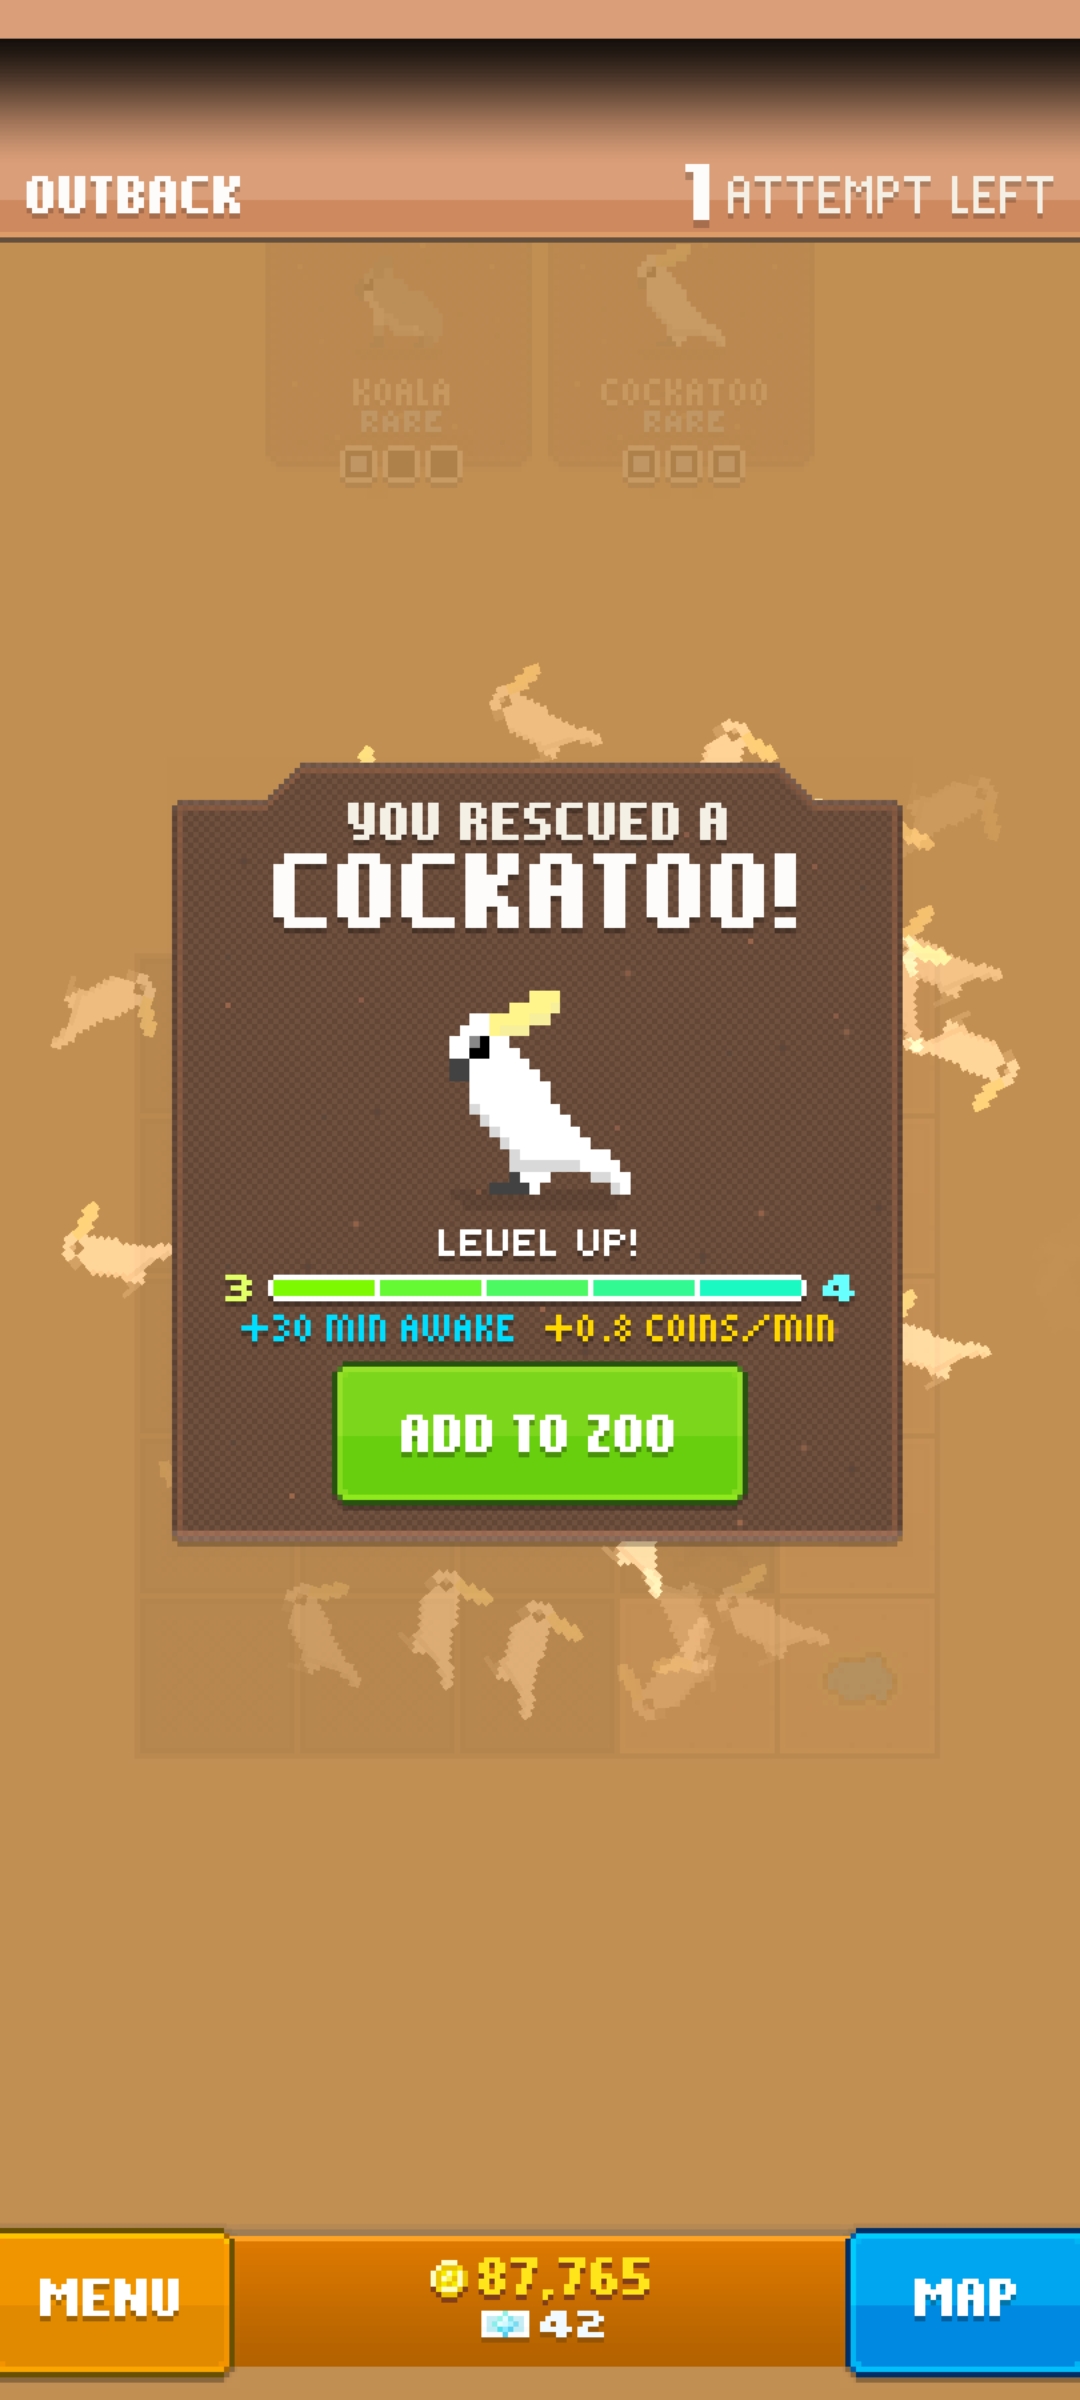 OUTBACK
1 ATTEMPT LEFT
KOALA
RARE
COCKATOO
RARE
YOU RESCUED A
COCKATOO!
LEVEL UP!
3 4
+30 MIN AWAKE +0.8 COINS/MIN
ADD TO ZOO
MENU
87,765
42
MAP